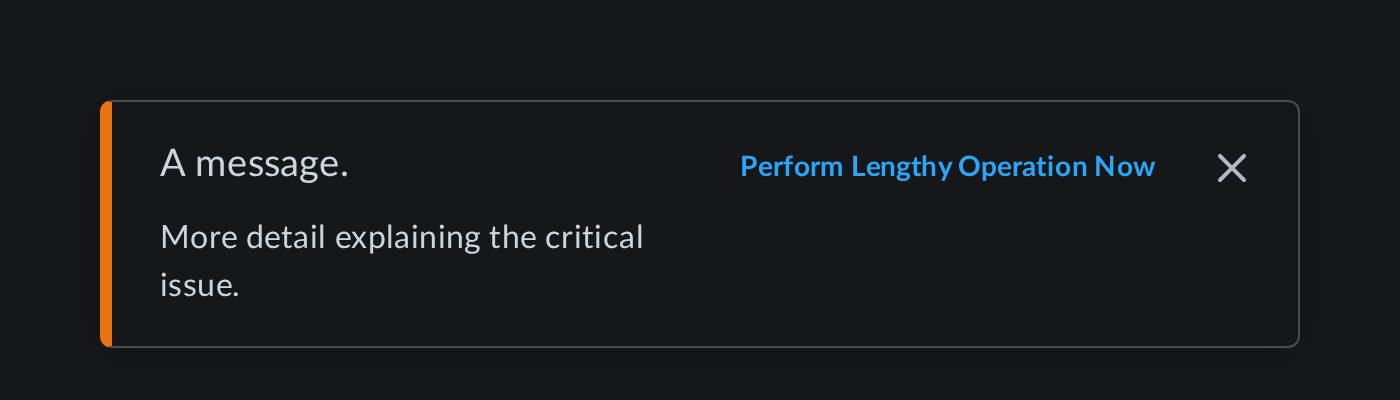 A message.
Perform Lengthy Operation Now
More detail explaining the critical
issue.